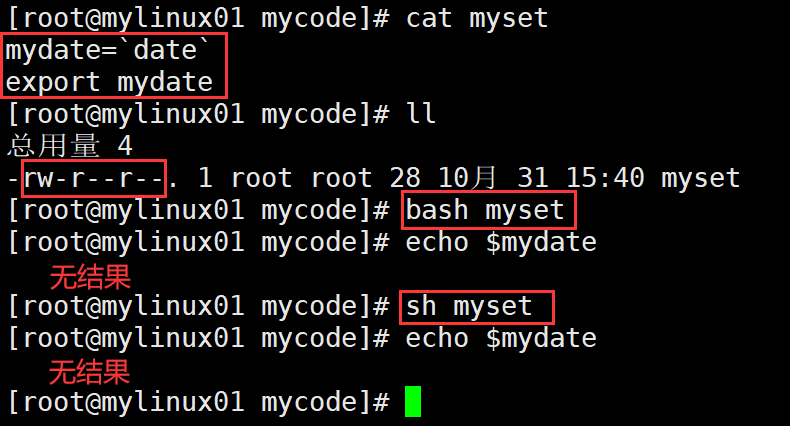 [root@mylinux01 mycode]# cat myset
mydate=`date`
export mydate
[root@mylinux01 mycode]# ll
总用量 4
-rw-r--r--. 1 root root 28 10月 31 15:40 myset
[root@mylinux01 mycode]# bash myset
[root@mylinux01 mycode]# echo $mydate
无结果
[root@mylinux01 mycode]# sh myset
[root@mylinux01 mycode]# echo $mydate
无结果
[root@mylinux01 mycode]#